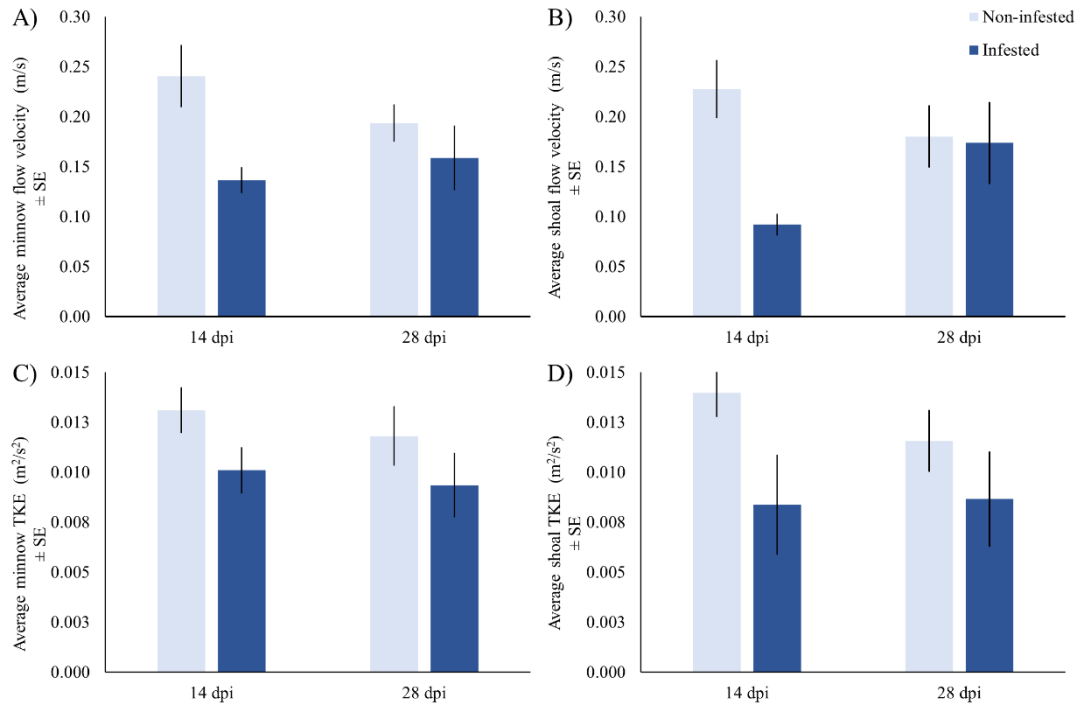 A)
Average minnow flow velocity (m/s)
± SE
0.30
0.25
0.20
0.15
0.10
0.05
0.00
14 dpi
28 dpi
B)
Non-infested
Infested
Average shoal flow velocity (m/s)
± SE
0.30
0.25
0.20
0.15
0.10
0.05
0.00
14 dpi
28 dpi
C)
Average minnow TKE (m²/s²)
± SE
0.015
0.013
0.010
0.008
0.005
0.003
0.000
14 dpi
28 dpi
D)
Average shoal TKE (m²/s²)
± SE
0.015
0.013
0.010
0.008
0.005
0.003
0.000
14 dpi
28 dpi